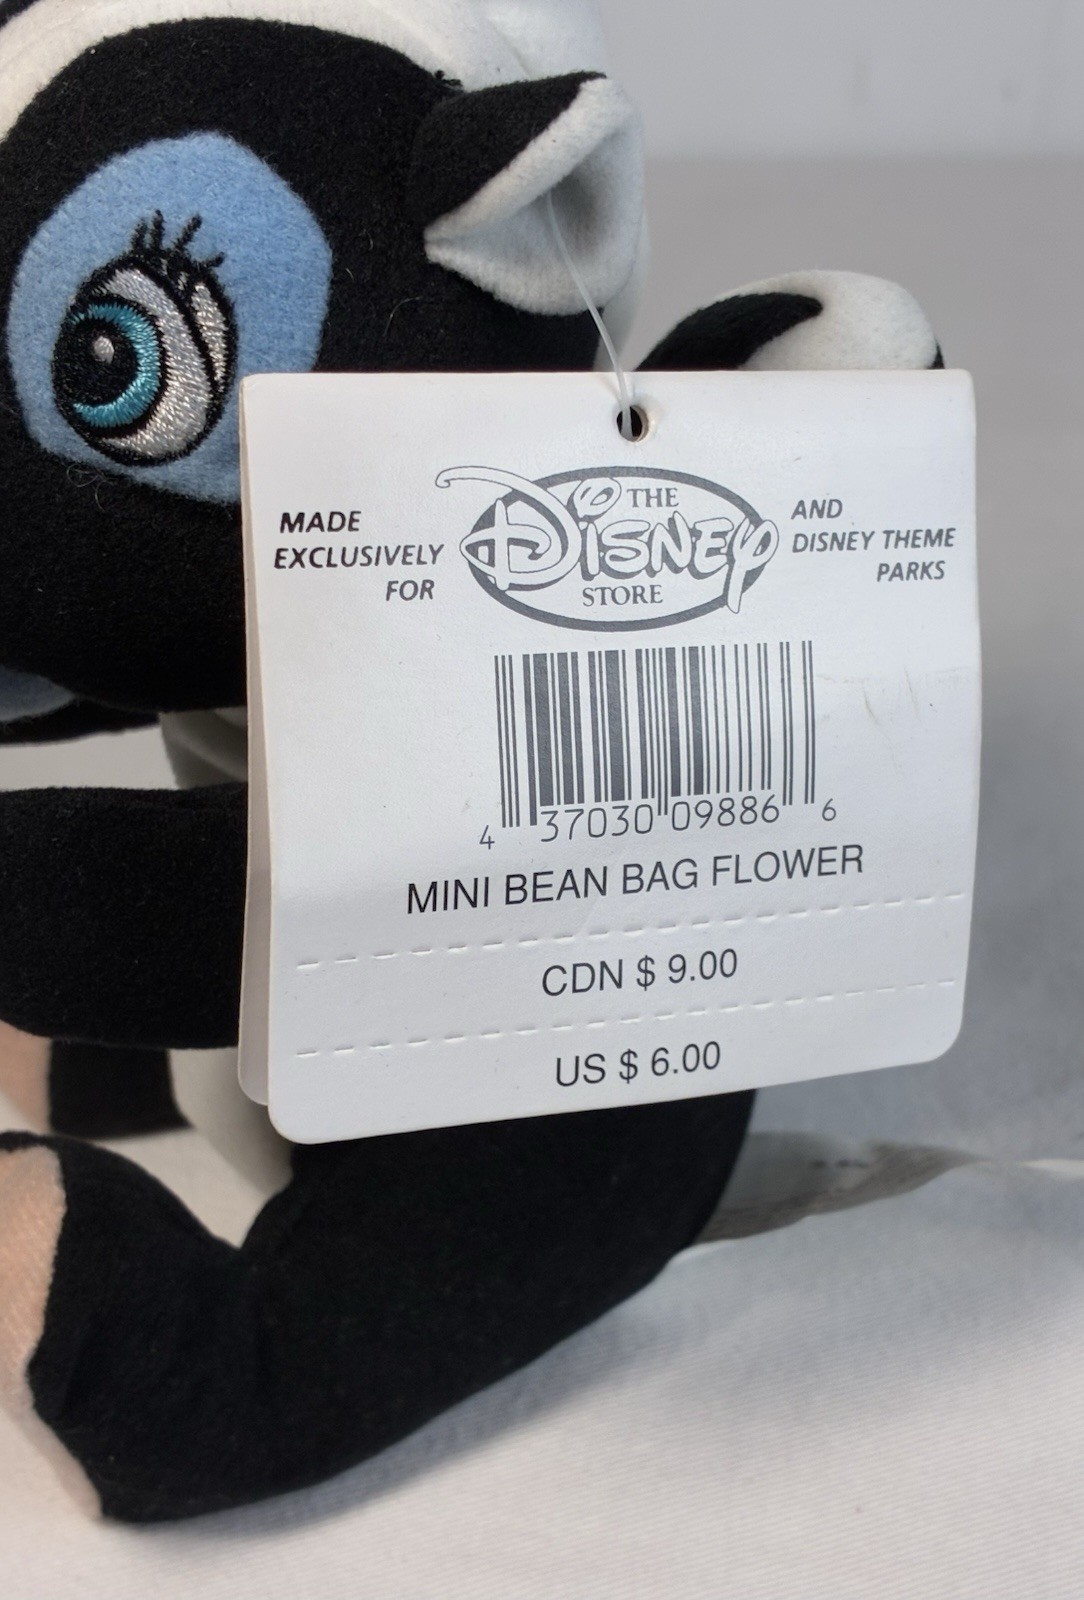 MADE
EXCLUSIVELY
FOR
THE
DISNEY
STORE
AND
DISNEY THEME
PARKS
4 37030 09886 6
MINI BEAN BAG FLOWER
CDN $ 9.00
US $ 6.00